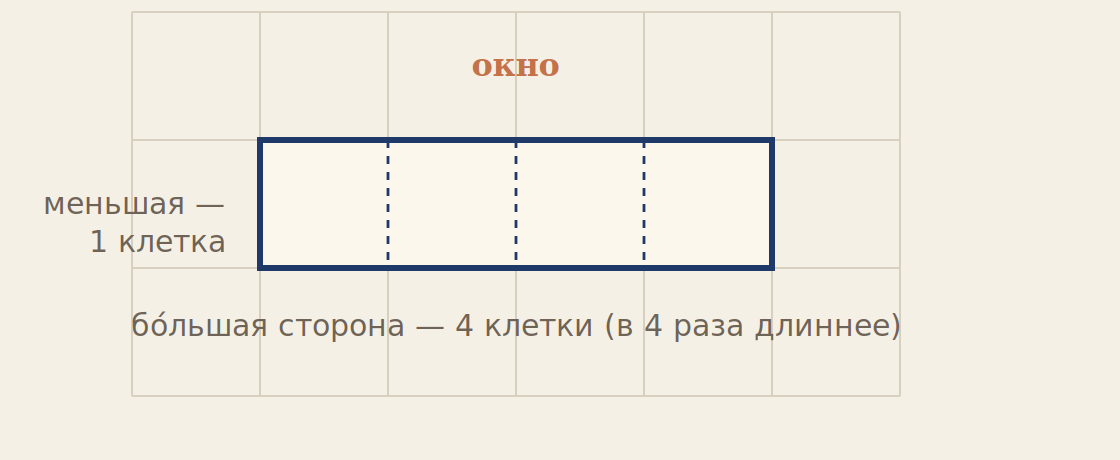 окно
меньшая —
1 клетка
бо́льшая сторона — 4 клетки (в 4 раза длиннее)